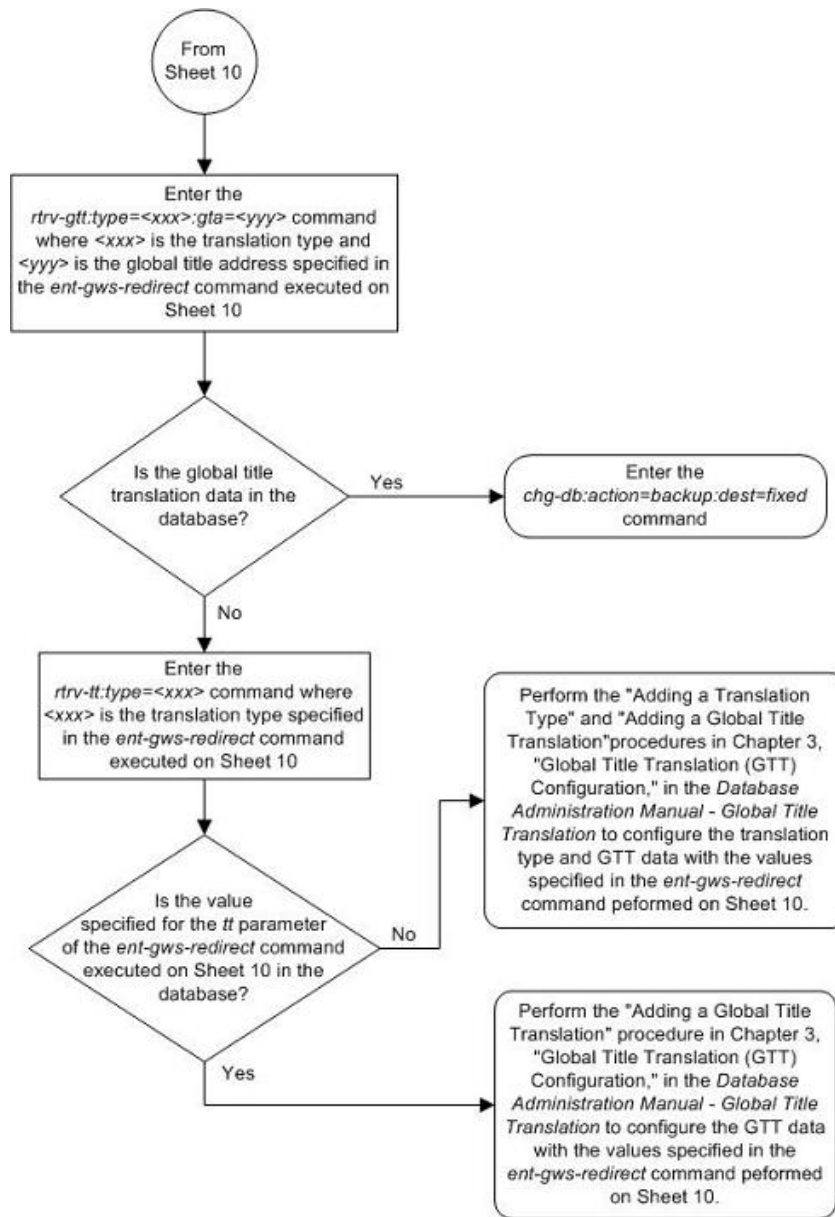 From
Sheet 10
Enter the
rtrv-gtt:type=<xxx>:gta=<yyy> command
where <xxx> is the translation type and
<yyy> is the global title address specified in
the ent-gws-redirect command executed on
Sheet 10
Is the global title
translation data in the
database?
Yes
Enter the
chg-db:action=backup:dest=fixed
command
No
Enter the
rtrv-tt:type=<xxx> command where
<xxx> is the translation type specified
in the ent-gws-redirect command
executed on Sheet 10
Is the value
specified for the tt parameter
of the ent-gws-redirect command
executed on Sheet 10 in the
database?
No
Perform the "Adding a Translation
Type" and "Adding a Global Title
Translation"procedures in Chapter 3,
"Global Title Translation (GTT)
Configuration," in the Database
Administration Manual - Global Title
Translation to configure the translation
type and GTT data with the values
specified in the ent-gws-redirect
command peformed on Sheet 10.
Yes
Perform the "Adding a Global Title
Translation" procedure in Chapter 3,
"Global Title Translation (GTT)
Configuration," in the Database
Administration Manual - Global Title
Translation to configure the GTT data
with the values specified in the
ent-gws-redirect command peformed
on Sheet 10.